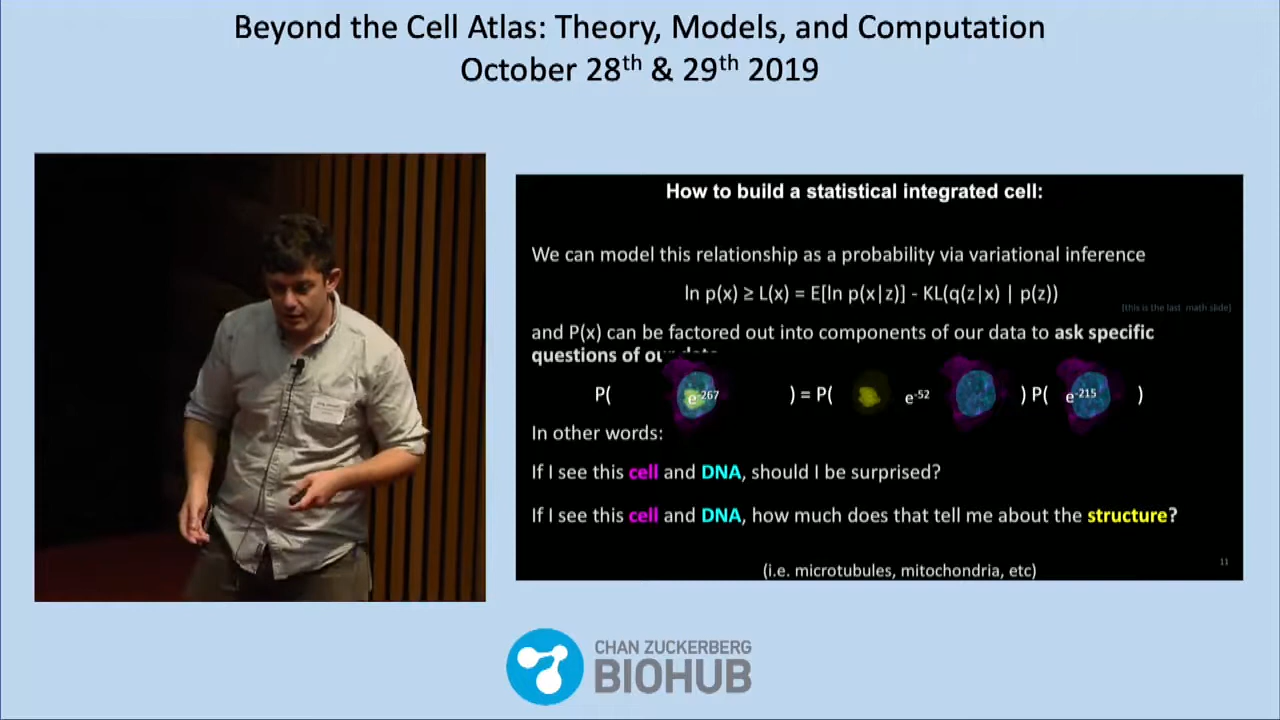 Beyond the Cell Atlas: Theory, Models, and Computation
October 28th & 29th 2019
How to build a statistical integrated cell:
We can model this relationship as a probability via variational inference
ln p(x) ≥ L(x) = E[ln p(x|z)] - KL(q(z|x) | p(z))
(this is the last math slide)
and P(x) can be factored out into components of our data to ask specific
questions of our data
P( e-267 ) = P( e-52 ) P( e-215 )
In other words:
If I see this cell and DNA, should I be surprised?
If I see this cell and DNA, how much does that tell me about the structure?
(i.e. microtubules, mitochondria, etc)
11
CHAN ZUCKERBERG
BIOHUB